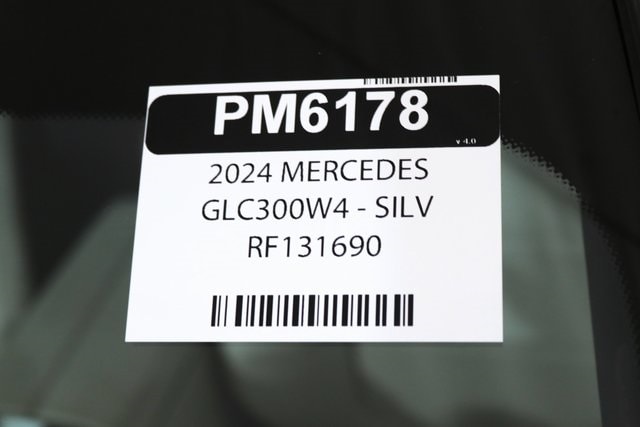 PM6178
v 4.0
2024 MERCEDES
GLC300W4 - SILV
RF131690